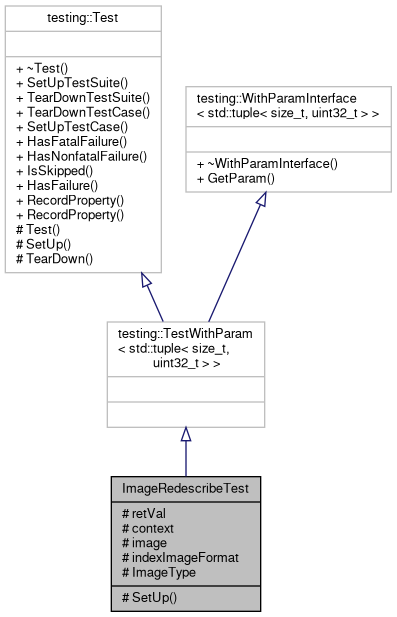 testing::Test
+ ~Test()
+ SetUpTestSuite()
+ TearDownTestSuite()
+ TearDownTestCase()
+ SetUpTestCase()
+ HasFatalFailure()
+ HasNonfatalFailure()
+ IsSkipped()
+ HasFailure()
+ RecordProperty()
+ RecordProperty()
# Test()
# SetUp()
# TearDown()
testing::WithParamInterface
< std::tuple< size_t, uint32_t > >
+ ~WithParamInterface()
+ GetParam()
testing::TestWithParam
< std::tuple< size_t,
uint32_t > >
ImageRedescribeTest
# retVal
# context
# image
# indexImageFormat
# ImageType
# SetUp()